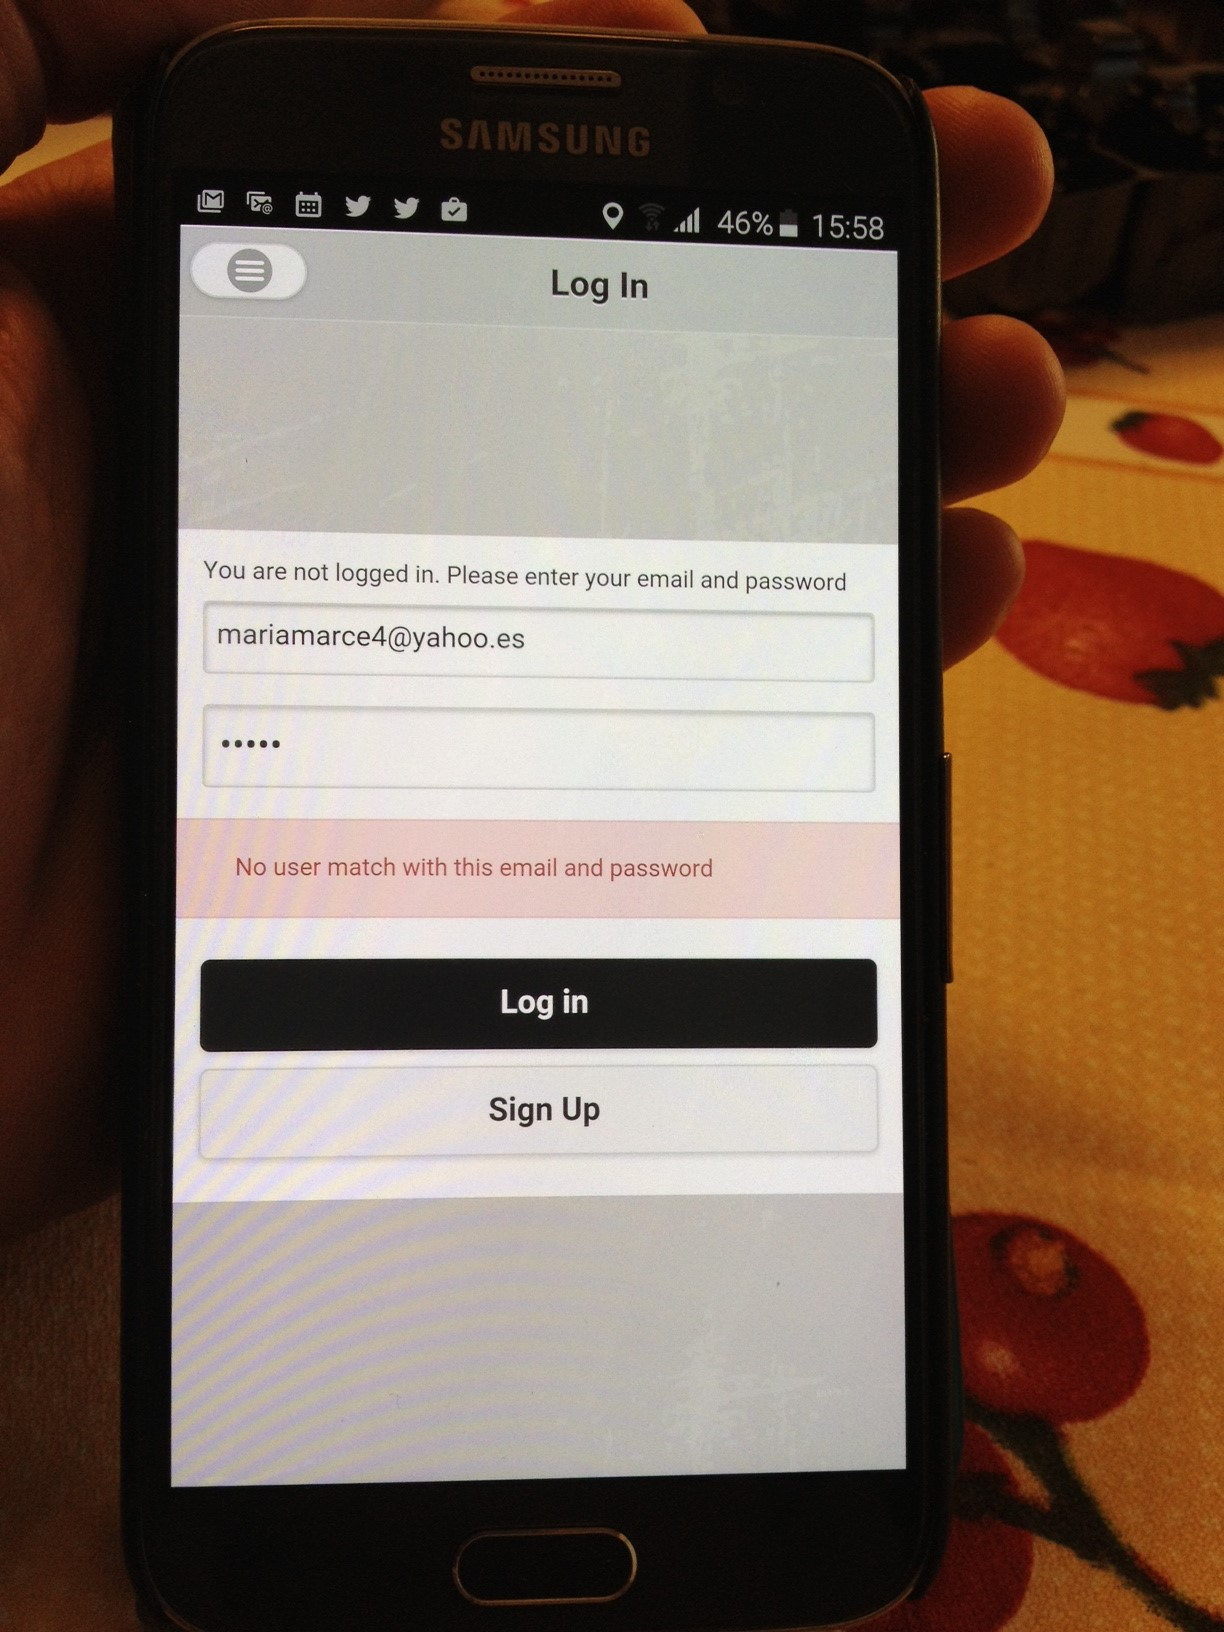 SAMSUNG
46% 15:58
Log In
You are not logged in. Please enter your email and password
mariamarce4@yahoo.es
•••••
No user match with this email and password
Log in
Sign Up